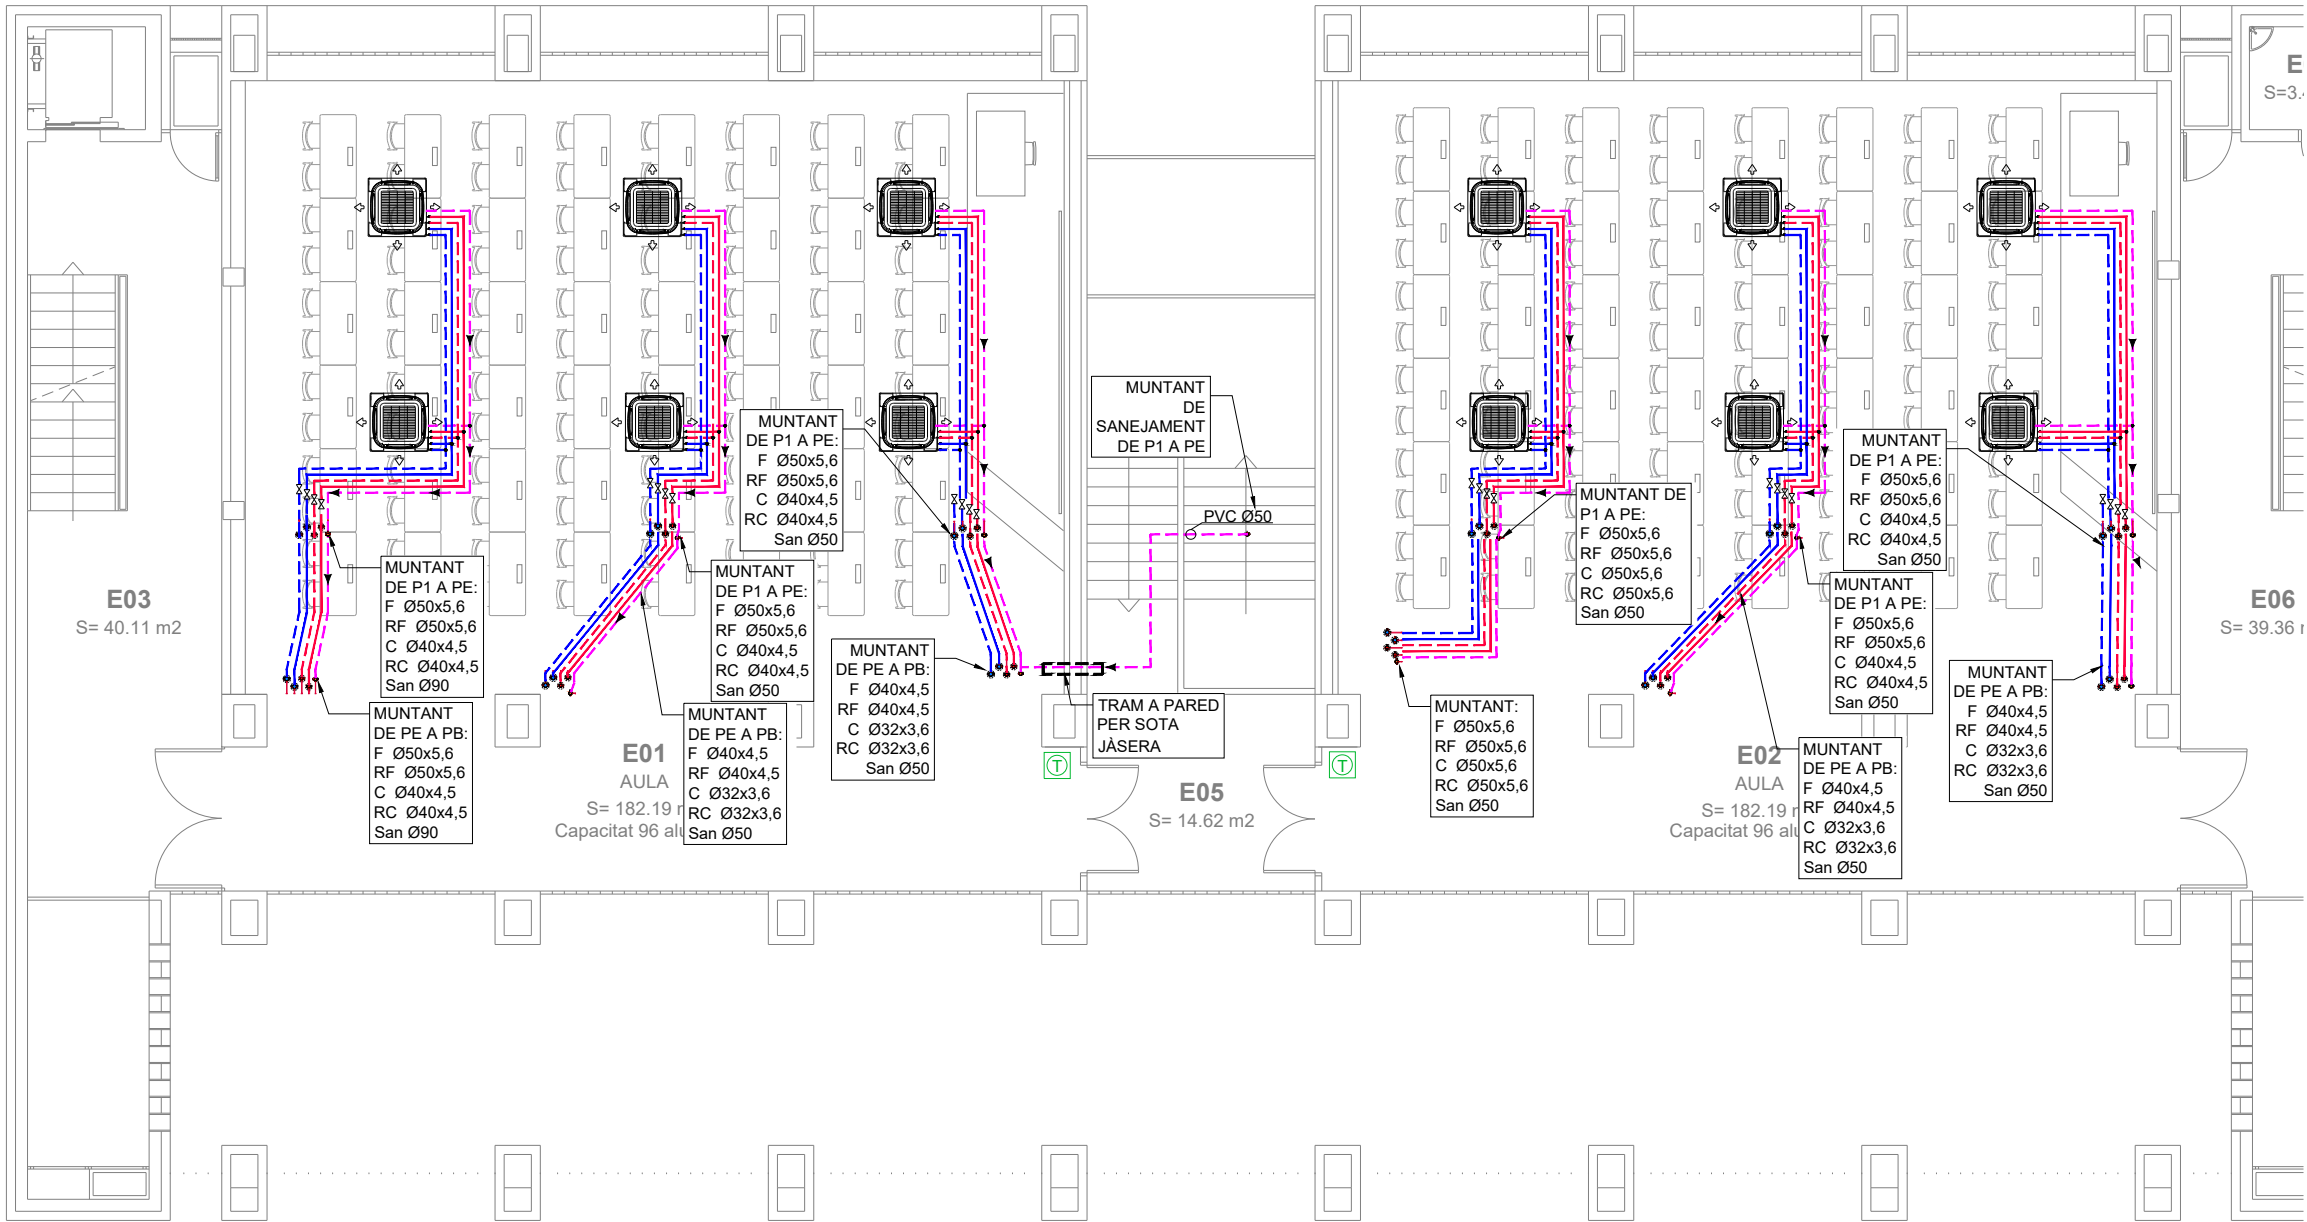 E03
S= 40.11 m2
MUNTANT
DE P1 A PE:
F Ø50x5,6
RF Ø50x5,6
C Ø40x4,5
RC Ø40x4,5
San Ø90
MUNTANT
DE PE A PB:
F Ø50x5,6
RF Ø50x5,6
C Ø40x4,5
RC Ø40x4,5
San Ø90
E01
AULA
S= 182.19
Capacitat 96
MUNTANT
DE P1 A PE:
F Ø50x5,6
RF Ø50x5,6
C Ø40x4,5
RC Ø40x4,5
San Ø50
MUNTANT
DE PE A PB:
F Ø40x4,5
RF Ø40x4,5
C Ø32x3,6
RC Ø32x3,6
San Ø50
MUNTANT
DE P1 A PE:
F Ø50x5,6
RF Ø50x5,6
C Ø40x4,5
RC Ø40x4,5
San Ø50
MUNTANT
DE PE A PB:
F Ø40x4,5
RF Ø40x4,5
C Ø32x3,6
RC Ø32x3,6
San Ø50
MUNTANT
DE
SANEJAMENT
DE P1 A PE
PVC Ø50
TRAM A PARED
PER SOTA
JÀSERA
T
T
E05
S= 14.62 m2
MUNTANT DE
P1 A PE:
F Ø50x5,6
RF Ø50x5,6
C Ø50x5,6
RC Ø50x5,6
San Ø50
MUNTANT:
F Ø50x5,6
RF Ø50x5,6
C Ø50x5,6
RC Ø50x5,6
San Ø50
E02
AULA
S= 182.19
Capacitat 96
MUNTANT
DE P1 A PE:
F Ø50x5,6
RF Ø50x5,6
C Ø40x4,5
RC Ø40x4,5
San Ø50
MUNTANT
DE P1 A PE:
F Ø50x5,6
RF Ø50x5,6
C Ø40x4,5
RC Ø40x4,5
San Ø50
MUNTANT
DE PE A PB:
F Ø40x4,5
RF Ø40x4,5
C Ø32x3,6
RC Ø32x3,6
San Ø50
MUNTANT
DE PE A PB:
F Ø40x4,5
RF Ø40x4,5
C Ø32x3,6
RC Ø32x3,6
San Ø50
E06
S= 39.36